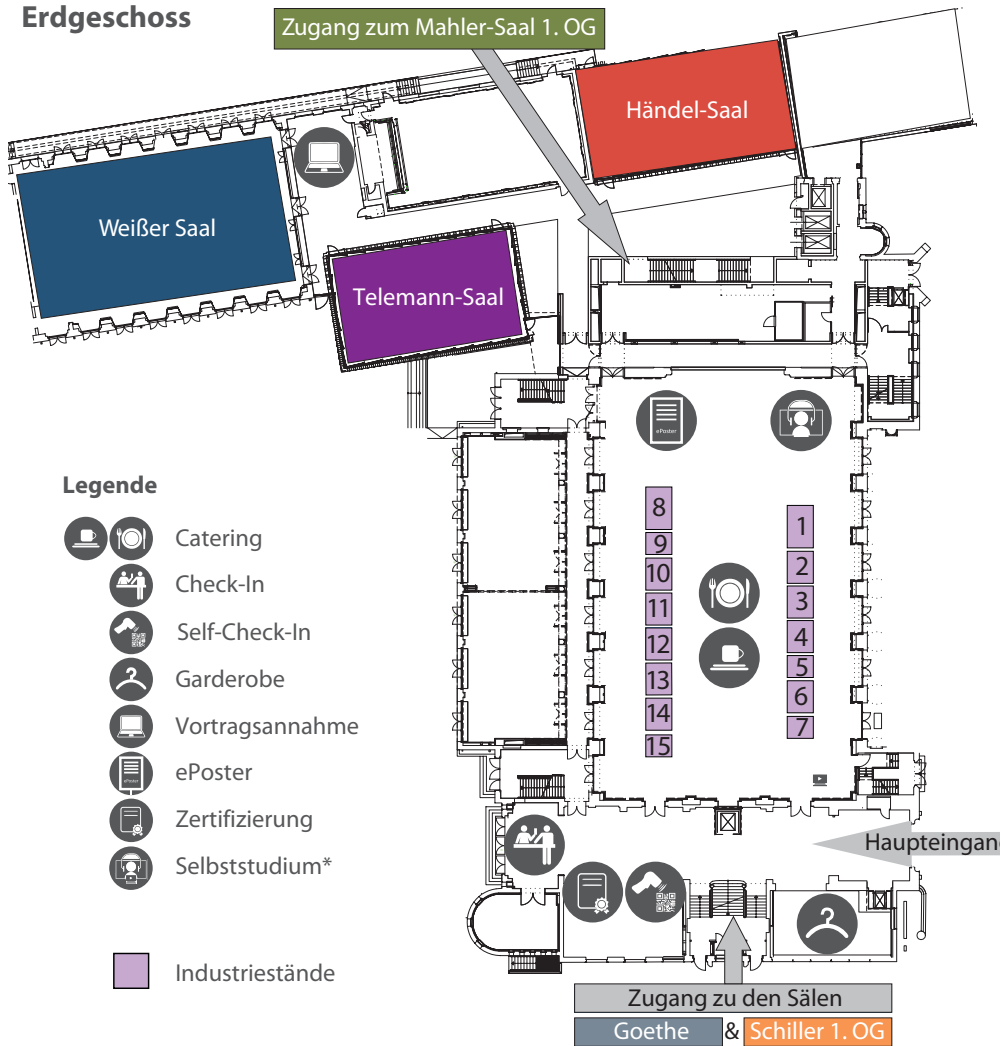 Erdgeschoss
Zugang zum Mahler-Saal 1. OG
Händel-Saal
Weißer Saal
Telemann-Saal
ePoster
8
9
10
11
12
13
14
15
1
2
3
4
5
6
7
Legende
Catering
Check-In
Self-Check-In
Garderobe
Vortragsannahme
ePoster
ePoster
Zertifizierung
Selbststudium*
Industriestände
Haupteingang
Zugang zu den Sälen
Goethe & Schiller 1. OG